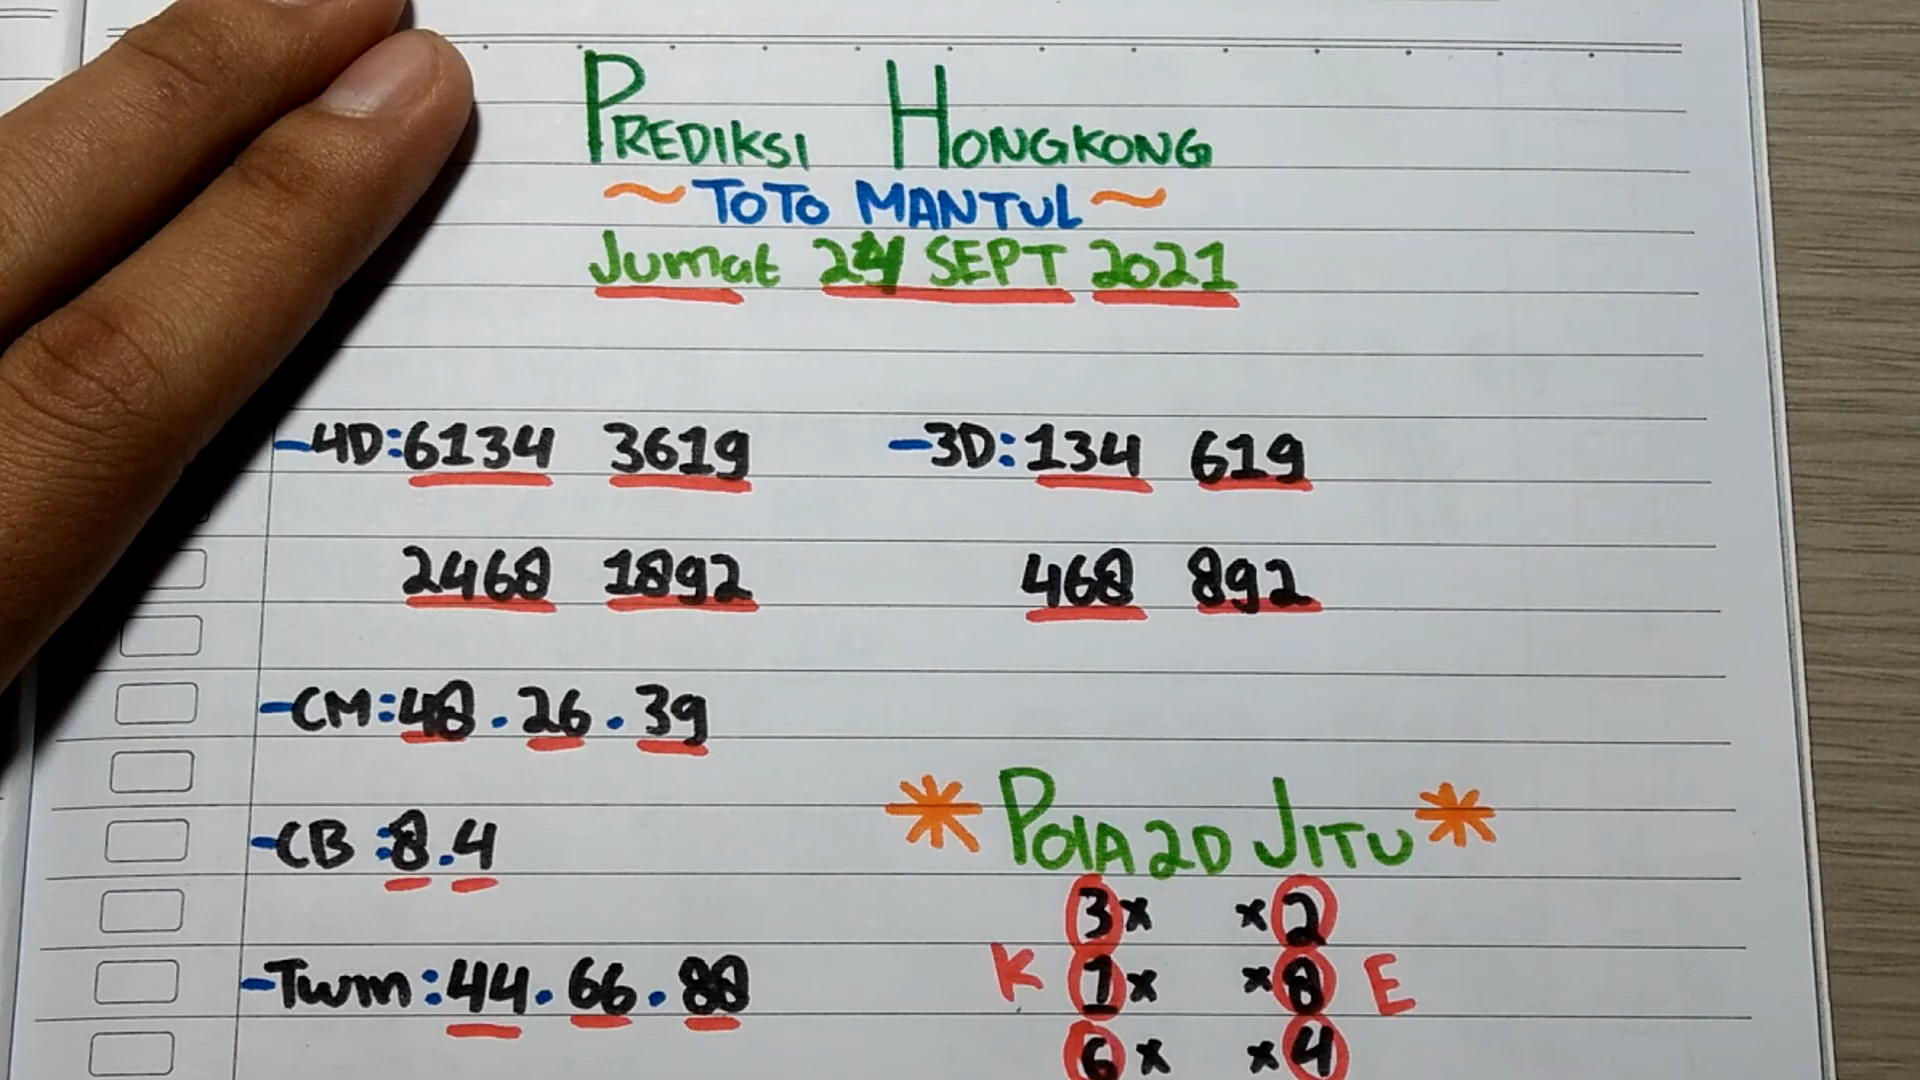 PREDIKSI HONGKONG
~TOTO MANTUL~
Jumat 24 SEPT 2021
-4D:6134 3619 -3D:134 619
2468 1892 468 892
-CM:48.26.39
-CB:8.4
* POLA 2D JITU *
-Twm:44.66.88
3x x2
K 1x x8 E
6x x4